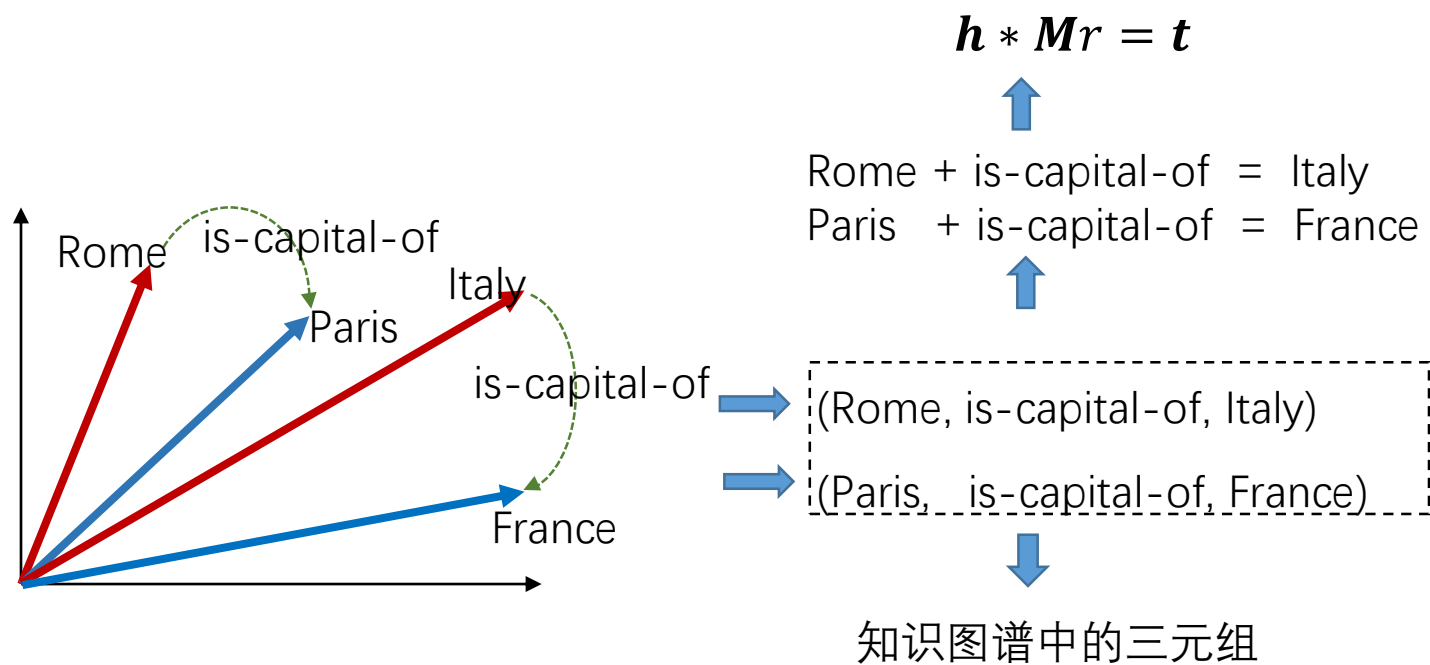 h * Mr = t
Rome + is-capital-of = Italy
Paris + is-capital-of = France
Rome
is-capital-of
Italy
Paris
is-capital-of
France
(Rome, is-capital-of, Italy)
(Paris, is-capital-of, France)
知识图谱中的三元组